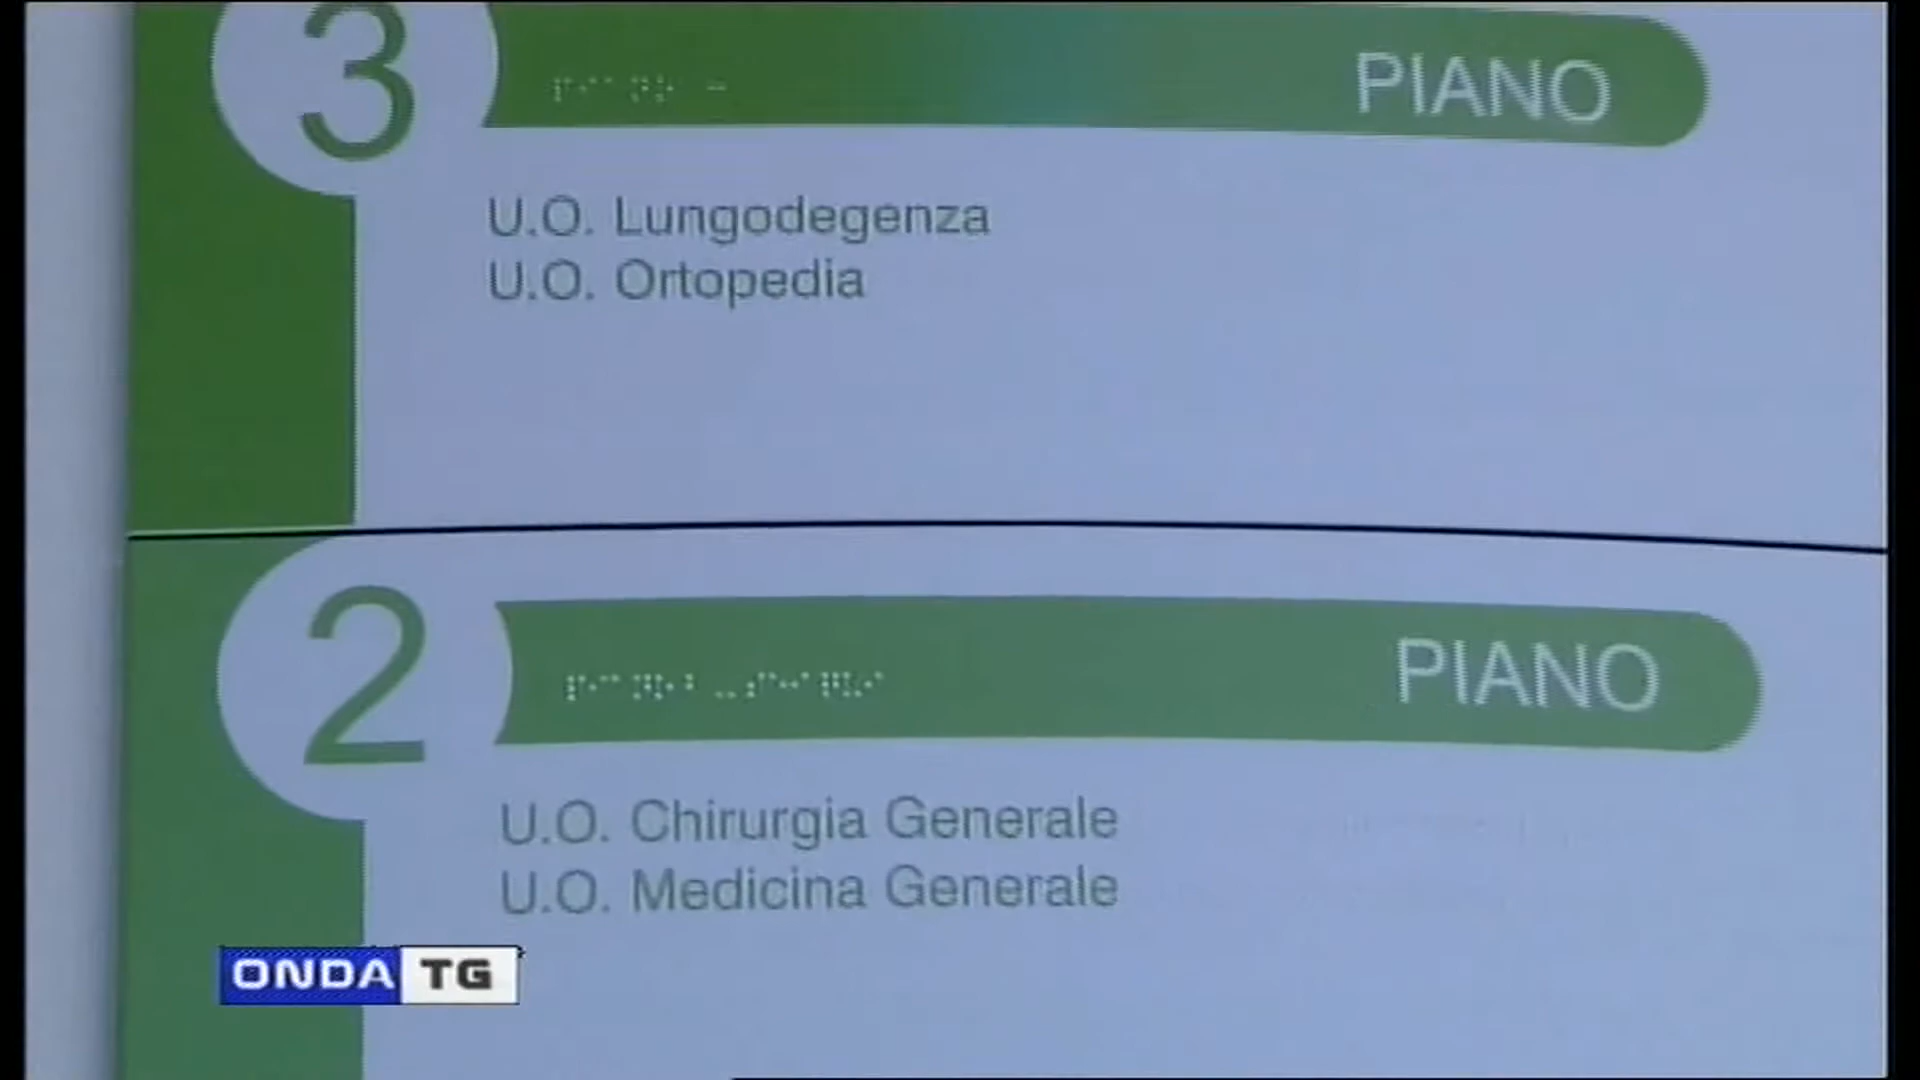 3 PIANO
U.O. Lungodegenza
U.O. Ortopedia
2 PIANO
U.O. Chirurgia Generale
U.O. Medicina Generale
ONDA TG